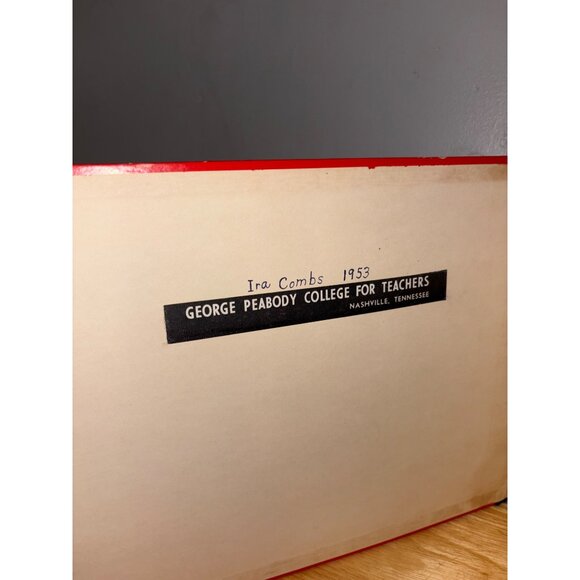 Ira Combs 1953
GEORGE PEABODY COLLEGE FOR TEACHERS
NASHVILLE, TENNESSEE